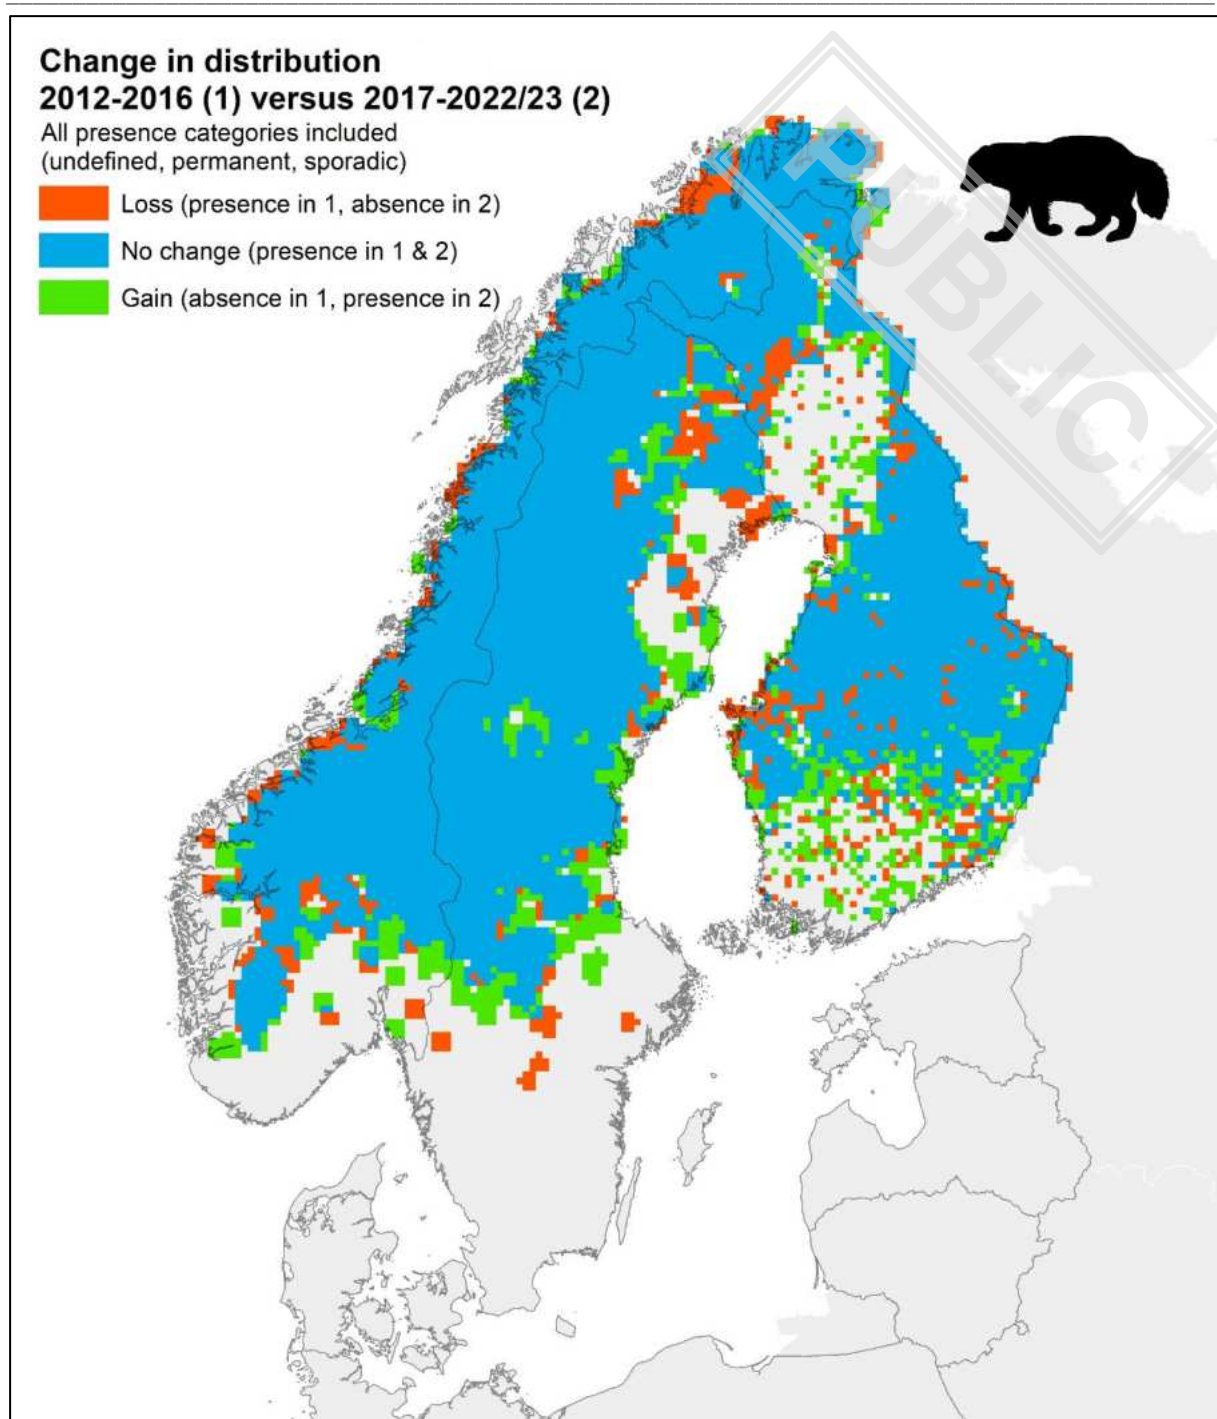 Change in distribution
2012-2016 (1) versus 2017-2022/23 (2)
All presence categories included
(undefined, permanent, sporadic)
Loss (presence in 1, absence in 2)
No change (presence in 1 & 2)
Gain (absence in 1, presence in 2)
PUBLIC